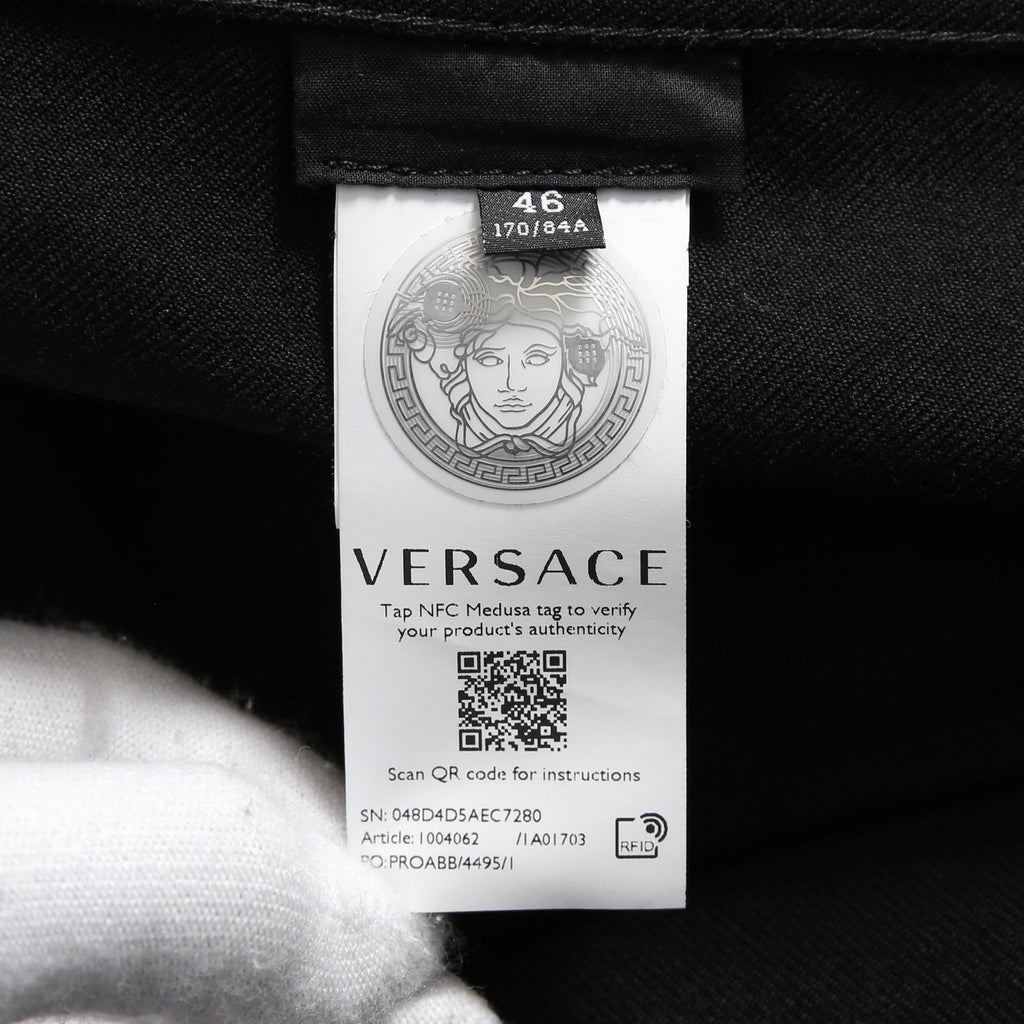 46
170/84A
VERSACE
Tap NFC Medusa tag to verify
your product's authenticity
Scan QR code for instructions
SN: 048D4D5AEC7280
Article: 1004062 /1A01703
PO: PROABB/4495/1
RFID